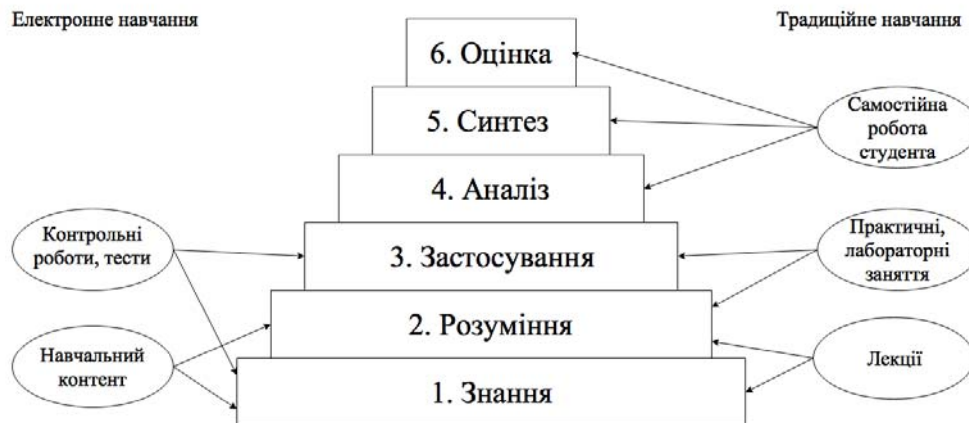 Електронне навчання
Традиційне навчання
6. Оцінка
5. Синтез
Самостійна
робота
студента
4. Аналіз
Контрольні
роботи, тести
3. Застосування
Практичні,
лабораторні
заняття
2. Розуміння
Навчальний
контент
Лекції
1. Знання